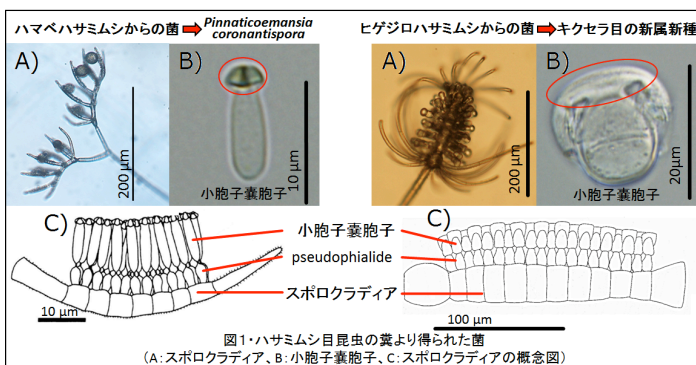 ハマベハサミムシからの菌 Pinnaticoemansia
coronantispora
ヒゲジロハサミムシからの菌 キクセラ目の新属新種
A)
B)
200 µm
小胞子嚢胞子
10 µm
A)
B)
200 µm
小胞子嚢胞子
20µm
C)
小胞子嚢胞子
pseudophialide
スポロクラディア
10 µm
C)
100 µm
図1・ハサミムシ目昆虫の糞より得られた菌
(A:スポロクラディア、B:小胞子嚢胞子、C:スポロクラディアの概念図)